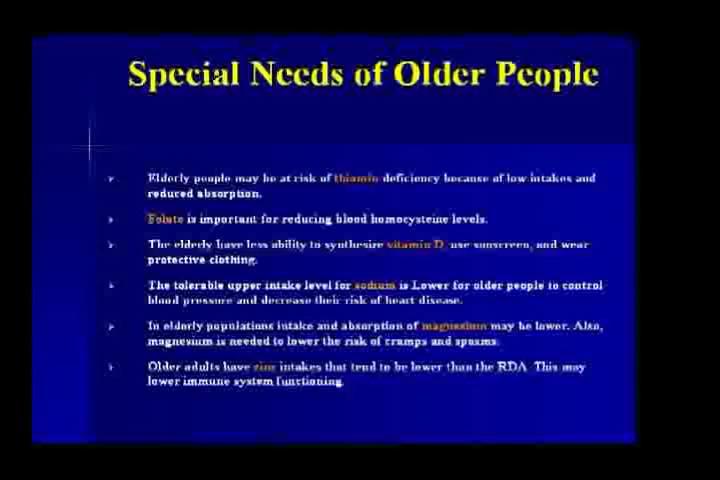 Special Needs of Older People
Elderly people may be at risk of thiamin deficiency because of low intakes and
reduced absorption.
Folate is important for reducing blood homocysteine levels.
The elderly have less ability to synthesize vitamin D, use sunscreen, and wear
protective clothing.
The tolerable upper intake level for sodium is Lower for older people to control
blood pressure and decrease their risk of heart disease.
In elderly populations intake and absorption of magnesium may be lower. Also,
magnesium is needed to lower the risk of cramps and spasms.
Older adults have zinc intakes that tend to be lower than the RDA. This may
lower immune system functioning.